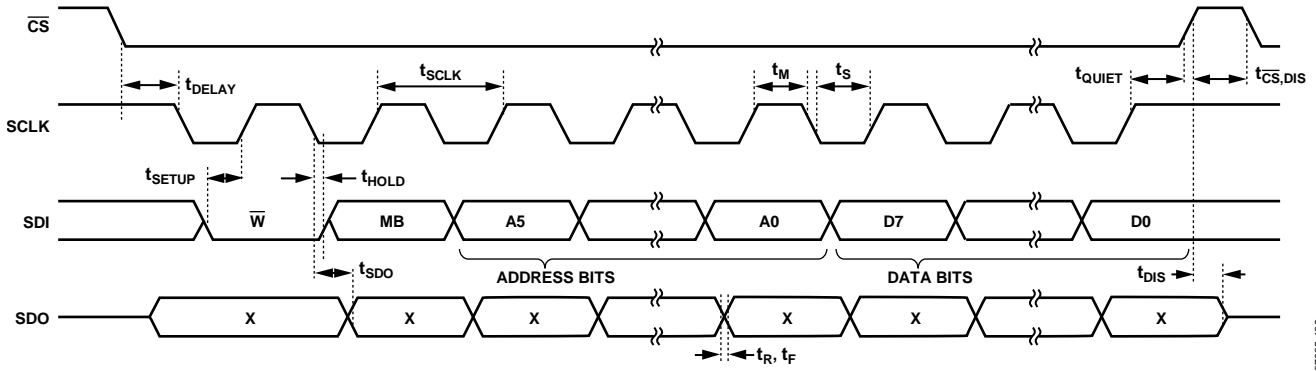 CS
tDELAY
tSCLK
tM
tS
tQUIET
tCS,DIS
SCLK
tSETUP
tHOLD
SDI
W
MB
A5
A0
D7
D0
tSDO
ADDRESS BITS
DATA BITS
tDIS
SDO
X
X
X
X
X
X
tR, tF